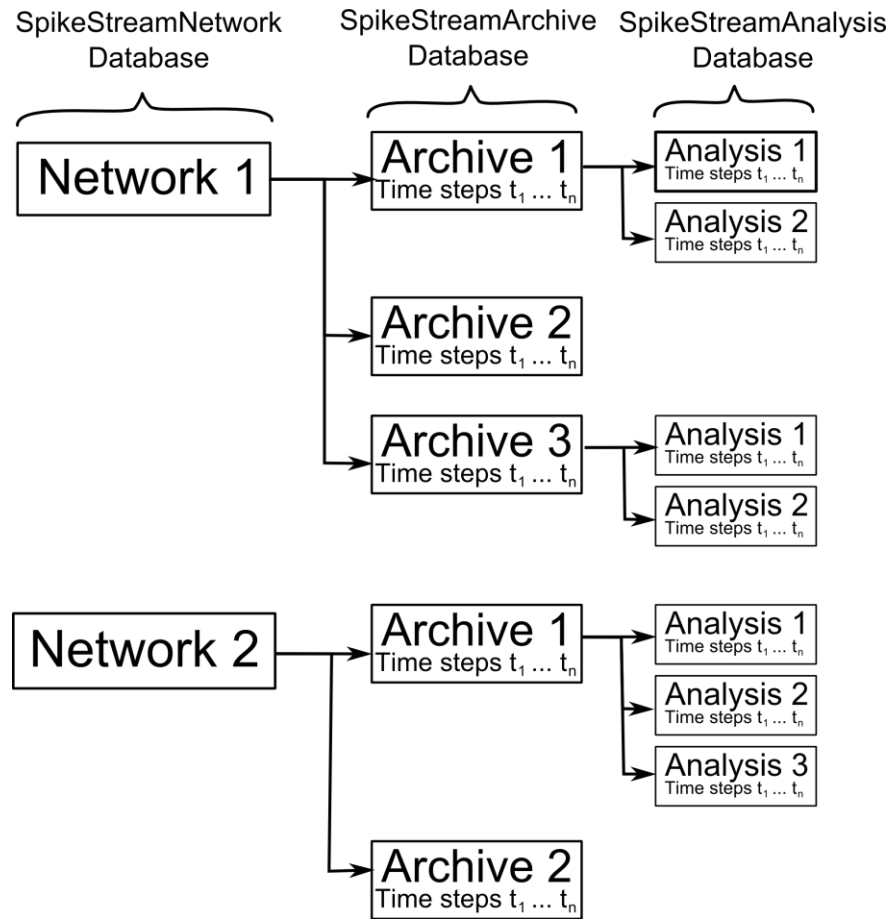 SpikeStreamNetwork
Database
SpikeStreamArchive
Database
SpikeStreamAnalysis
Database
Network 1
Archive 1
Time steps t₁ ... tₙ
Analysis 1
Time steps t₁ ... tₙ
Analysis 2
Time steps t₁ ... tₙ
Archive 2
Time steps t₁ ... tₙ
Archive 3
Time steps t₁ ... tₙ
Analysis 1
Time steps t₁ ... tₙ
Analysis 2
Time steps t₁ ... tₙ
Network 2
Archive 1
Time steps t₁ ... tₙ
Analysis 1
Time steps t₁ ... tₙ
Analysis 2
Time steps t₁ ... tₙ
Analysis 3
Time steps t₁ ... tₙ
Archive 2
Time steps t₁ ... tₙ